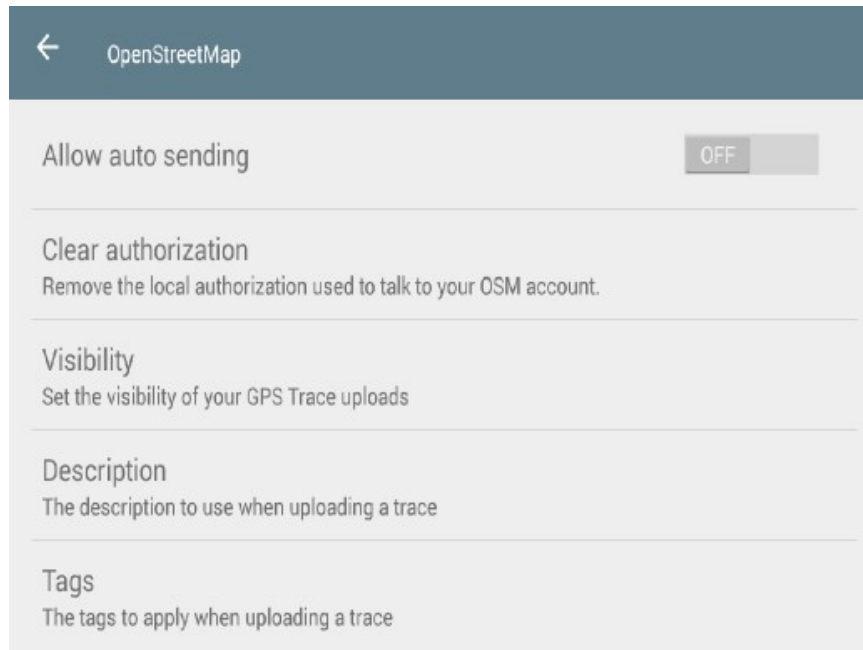 OpenStreetMap
Allow auto sending
OFF
Clear authorization
Remove the local authorization used to talk to your OSM account.
Visibility
Set the visibility of your GPS Trace uploads
Description
The description to use when uploading a trace
Tags
The tags to apply when uploading a trace